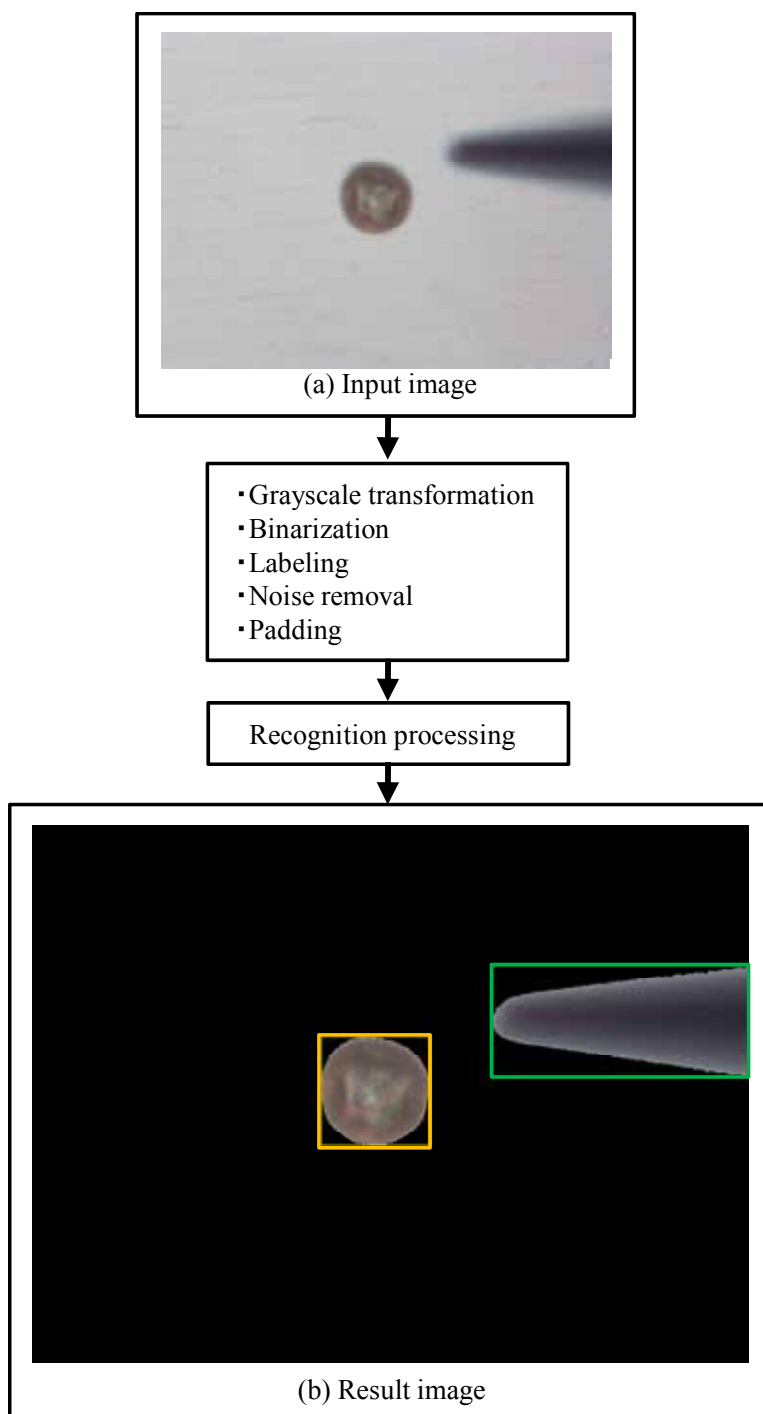 (a) Input image
・Grayscale transformation
・Binarization
・Labeling
・Noise removal
・Padding
Recognition processing
(b) Result image